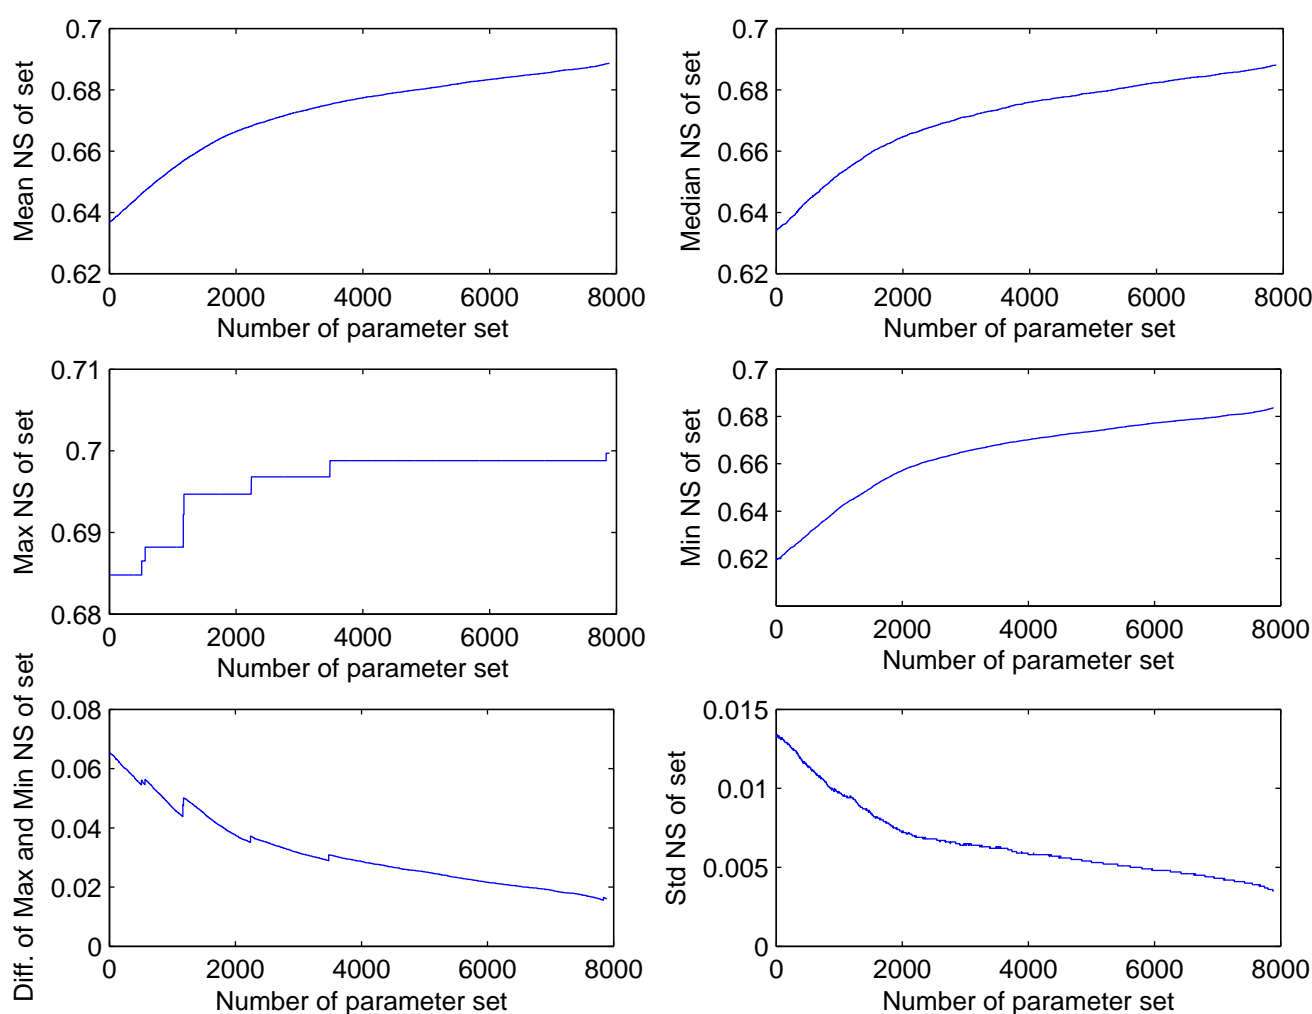 Mean NS of set
0.7
0.68
0.66
0.64
0.62
0 2000 4000 6000 8000
Number of parameter set
Median NS of set
0.7
0.68
0.66
0.64
0.62
0 2000 4000 6000 8000
Number of parameter set
Max NS of set
0.71
0.7
0.69
0.68
0 2000 4000 6000 8000
Number of parameter set
Min NS of set
0.7
0.68
0.66
0.64
0.62
0 2000 4000 6000 8000
Number of parameter set
Diff. of Max and Min NS of set
0.08
0.06
0.04
0.02
0
0 2000 4000 6000 8000
Number of parameter set
Std NS of set
0.015
0.01
0.005
0
0 2000 4000 6000 8000
Number of parameter set